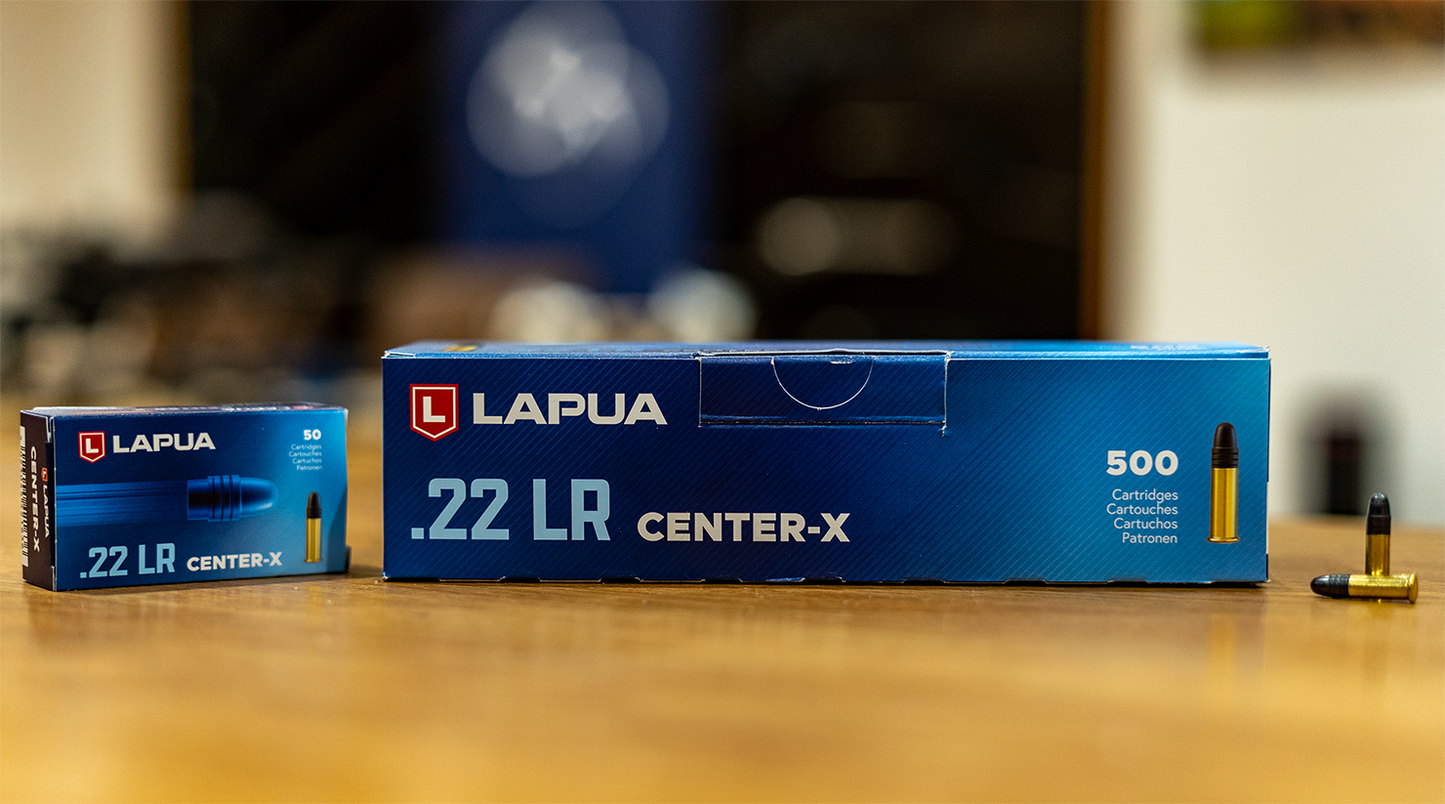 L LAPUA
50
Cartridges
Cartouches
Cartuchos
Patronen
.22 LR CENTER-X
L LAPUA
CENTER-X
L LAPUA
500
Cartridges
Cartouches
Cartuchos
Patronen
.22 LR CENTER-X